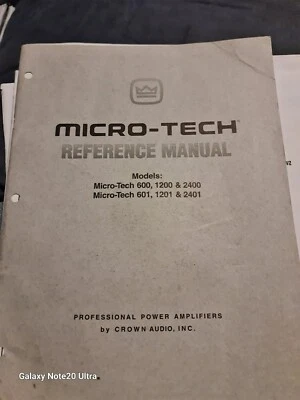 MICRO-TECH
REFERENCE MANUAL
Models:
Micro-Tech 600, 1200 & 2400
Micro-Tech 601, 1201 & 2401
PROFESSIONAL POWER AMPLIFIERS
by CROWN AUDIO, INC.
Galaxy Note20 Ultra